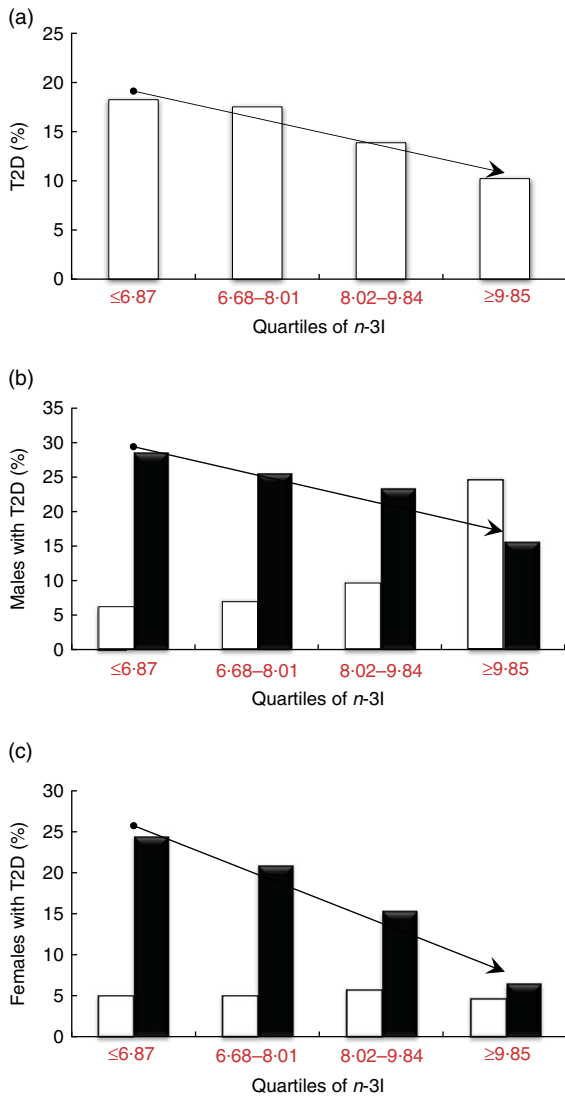 (a)
25
20
15
10
5
0
T2D (%)
≤6·87 6·68–8·01 8·02–9·84 ≥9·85
Quartiles of n-3I
(b)
35
30
25
20
15
10
5
0
Males with T2D (%)
≤6·87 6·68–8·01 8·02–9·84 ≥9·85
Quartiles of n-3I
(c)
30
25
20
15
10
5
0
Females with T2D (%)
≤6·87 6·68–8·01 8·02–9·84 ≥9·85
Quartiles of n-3I